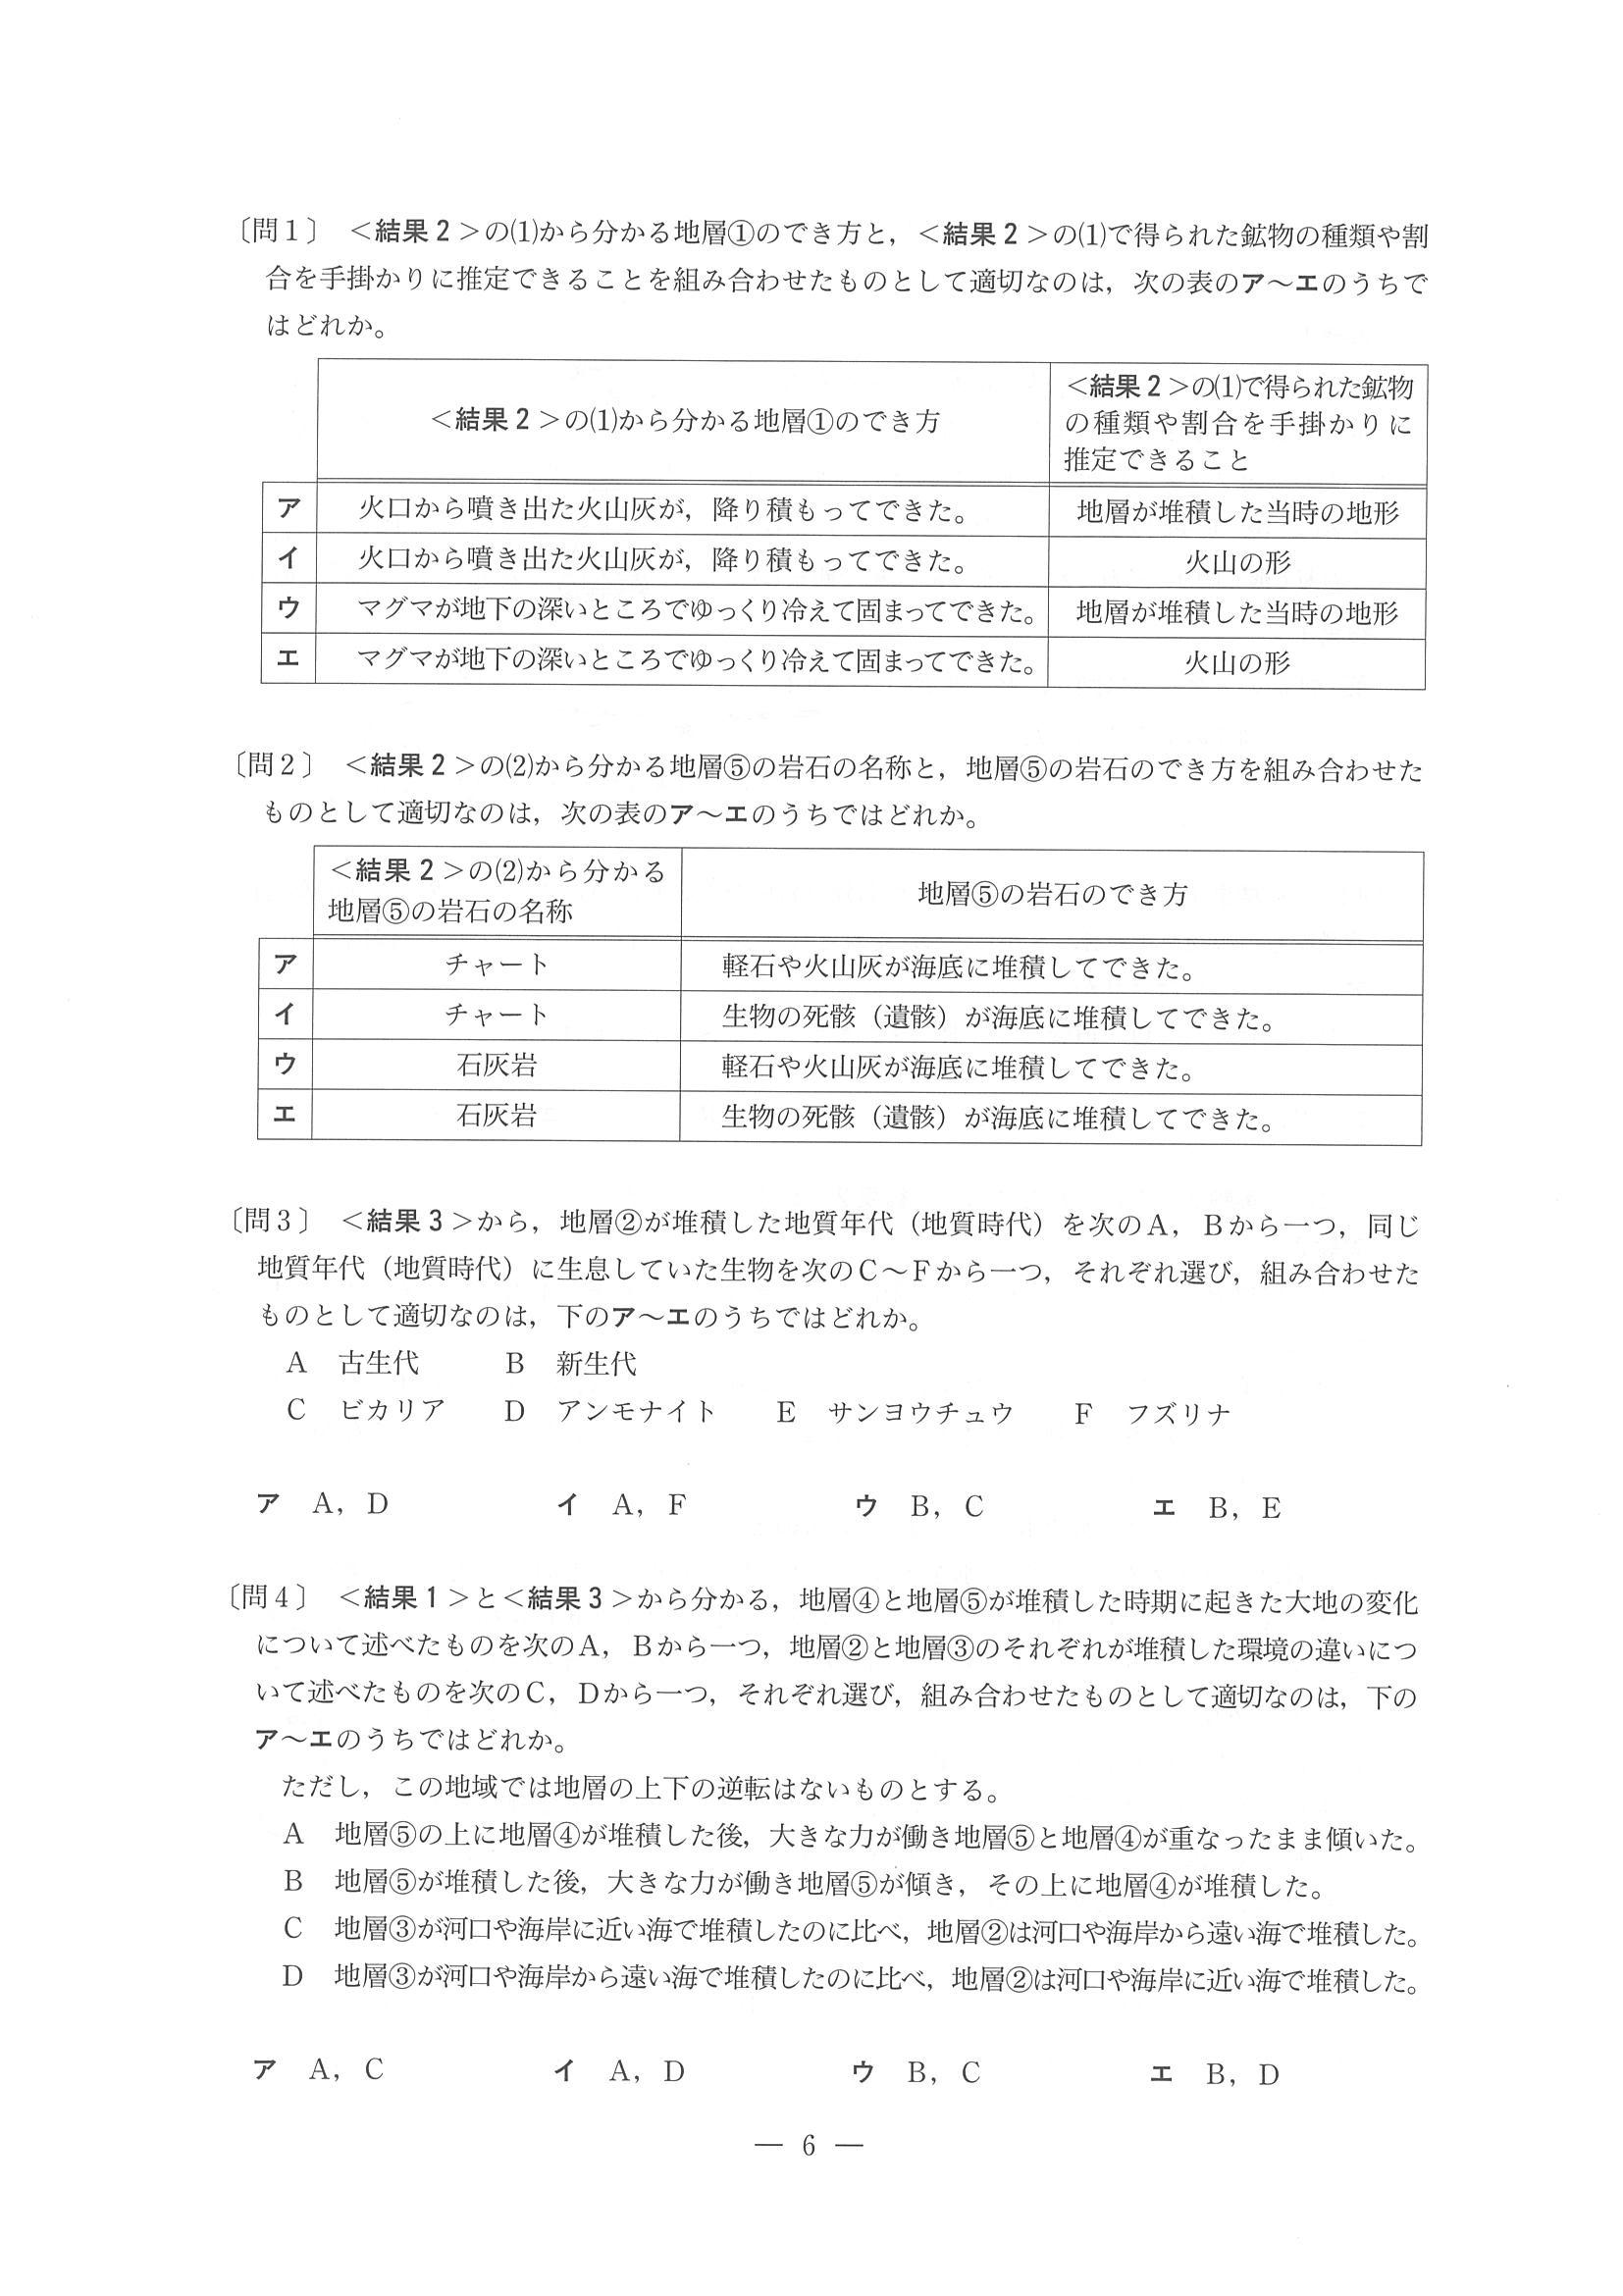 〔問１〕 ＜結果２＞の⑴から分かる地層①のでき方と，＜結果２＞の⑴で得られた鉱物の種類や割
合を手掛かりに推定できることを組み合わせたものとして適切なのは，次の表のア〜エのうちで
はどれか。
＜結果２＞の⑴から分かる地層①のでき方
＜結果２＞の⑴で得られた鉱物
の種類や割合を手掛かりに
推定できること
ア 火口から噴き出た火山灰が，降り積もってできた。 地層が堆積した当時の地形
イ 火口から噴き出た火山灰が，降り積もってできた。 火山の形
ウ マグマが地下の深いところでゆっくり冷えて固まってできた。 地層が堆積した当時の地形
エ マグマが地下の深いところでゆっくり冷えて固まってできた。 火山の形
〔問２〕 ＜結果２＞の⑵から分かる地層⑤の岩石の名称と，地層⑤の岩石のでき方を組み合わせた
ものとして適切なのは，次の表のア〜エのうちではどれか。
＜結果２＞の⑵から分かる
地層⑤の岩石の名称
地層⑤の岩石のでき方
ア チャート 軽石や火山灰が海底に堆積してできた。
イ チャート 生物の死骸（遺骸）が海底に堆積してできた。
ウ 石灰岩 軽石や火山灰が海底に堆積してできた。
エ 石灰岩 生物の死骸（遺骸）が海底に堆積してできた。
〔問３〕 ＜結果３＞から，地層②が堆積した地質年代（地質時代）を次のＡ，Ｂから一つ，同じ
地質年代（地質時代）に生息していた生物を次のＣ〜Ｆから一つ，それぞれ選び，組み合わせた
ものとして適切なのは，下のア〜エのうちではどれか。
Ａ 古生代 Ｂ 新生代
Ｃ ビカリア Ｄ アンモナイト Ｅ サンヨウチュウ Ｆ フズリナ
ア Ａ，Ｄ イ Ａ，Ｆ ウ Ｂ，Ｃ エ Ｂ，Ｅ
〔問４〕 ＜結果１＞と＜結果３＞から分かる，地層④と地層⑤が堆積した時期に起きた大地の変化
について述べたものを次のＡ，Ｂから一つ，地層②と地層③のそれぞれが堆積した環境の違いにつ
いて述べたものを次のＣ，Ｄから一つ，それぞれ選び，組み合わせたものとして適切なのは，下の
ア〜エのうちではどれか。
ただし，この地域では地層の上下の逆転はないものとする。
Ａ 地層⑤の上に地層④が堆積した後，大きな力が働き地層⑤と地層④が重なったまま傾いた。
Ｂ 地層⑤が堆積した後，大きな力が働き地層⑤が傾き，その上に地層④が堆積した。
Ｃ 地層③が河口や海岸に近い海で堆積したのに比べ，地層②は河口や海岸から遠い海で堆積した。
Ｄ 地層③が河口や海岸から遠い海で堆積したのに比べ，地層②は河口や海岸に近い海で堆積した。
ア Ａ，Ｃ イ Ａ，Ｄ ウ Ｂ，Ｃ エ Ｂ，Ｄ
— 6 —